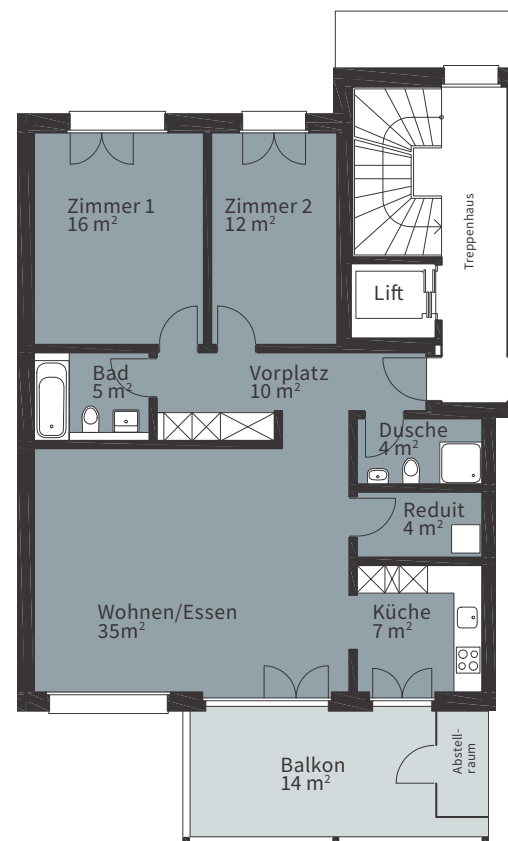 Treppenhaus
Zimmer 1
16 m²
Zimmer 2
12 m²
Lift
Bad
5 m²
Vorplatz
10 m²
Dusche
4 m²
Reduit
4 m²
Wohnen/Essen
35m²
Küche
7 m²
Balkon
14 m²
Abstell-
raum